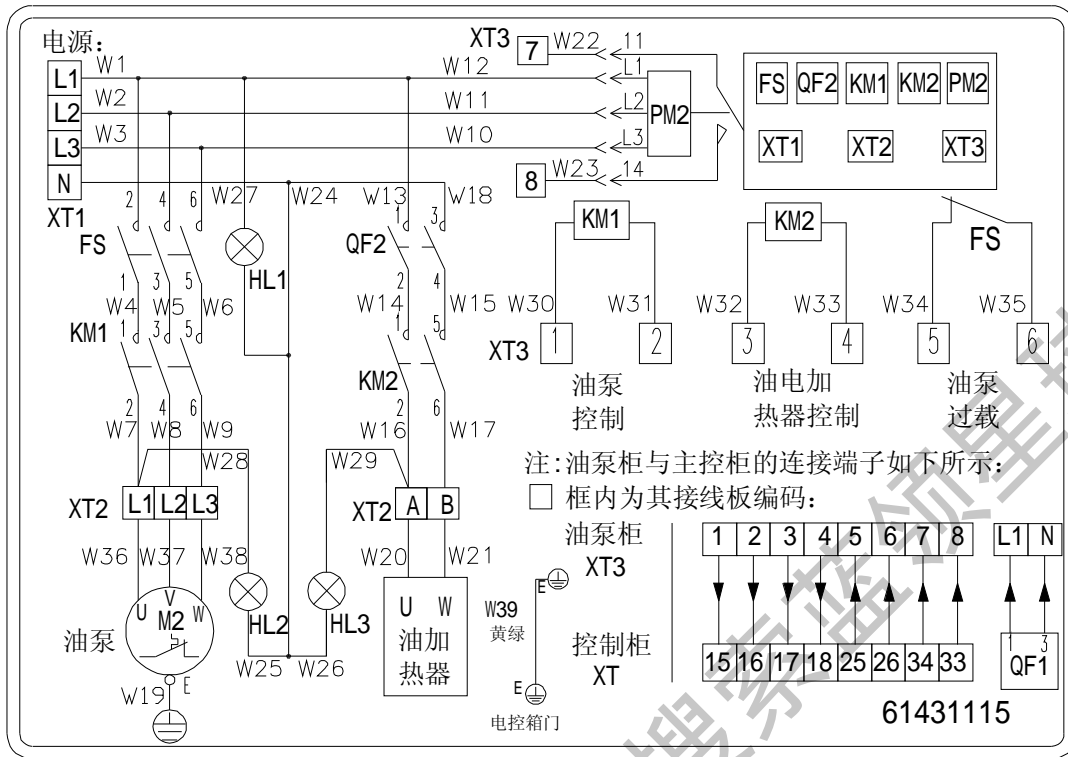 电源:
L1 W1 W12 L1
L2 W2 W11 L2 PM2
L3 W3 W10 L3
N
XT1
XT3 7 W22 11
8 W23 14
FS QF2 KM1 KM2 PM2
XT1 XT2 XT3
2 4 6 W27 W24 W13 W18
FS 1 3 5
HL1
QF2 1 3 2 4
W4 W5 W6
W14 W15
KM1 1 3 5 2 4 6
KM2 1 5 2 6
W7 W8 W9
W28 W29
W16 W17
KM1 KM2 FS
W30 W31 W32 W33 W34 W35
XT3 1 2 3 4 5 6
油泵 油电加 油泵
控制 热器控制 过载
注:油泵柜与主控柜的连接端子如下所示:
框内为其接线板编码:
XT2 L1 L2 L3
XT2 A B
W36 W37 W38
W20 W21
油泵 U V W M2
HL2 HL3
W25 W26
U W
油加
热器
W19 E
E W39
黄绿
E
电控箱门
油泵柜 1 2 3 4 5 6 7 8 L1 N
XT3
控制柜 15 16 17 18 25 26 34 33 1 3
XT QF1
61431115
搜索蓝领星球